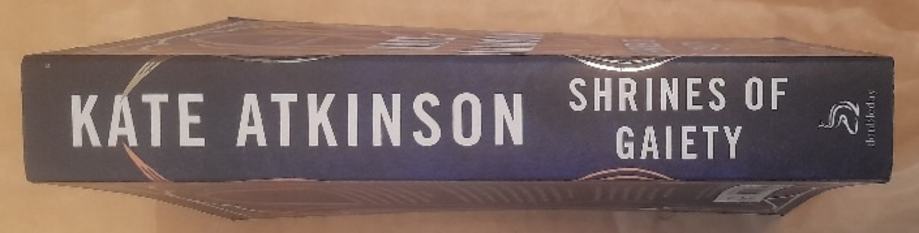 KATE ATKINSON
SHRINES OF
GAIETY
doubleday